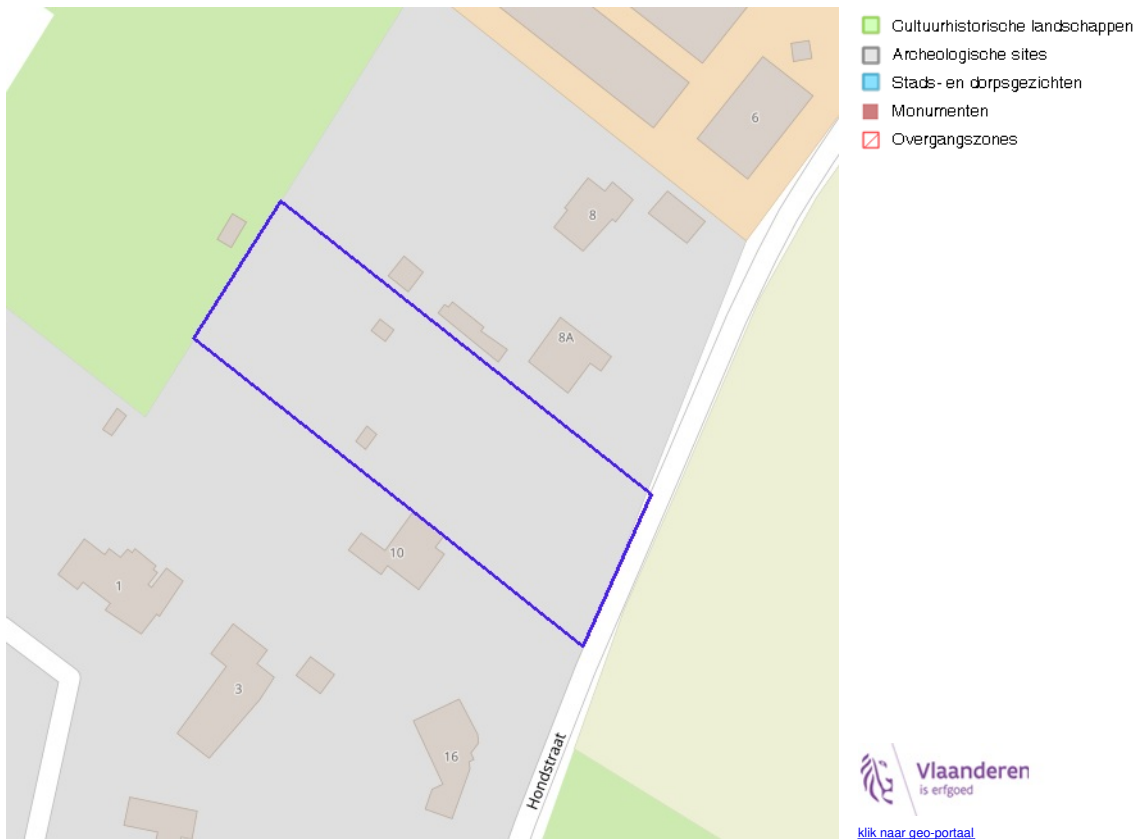 Cultuurhistorische landschappen
Archeologische sites
Stads- en dorpsgezichten
Monumenten
Overgangszones
6
8
8A
10
1
3
16
Hondstraat
Vlaanderen
is erfgoed
klik naar geo-portaal